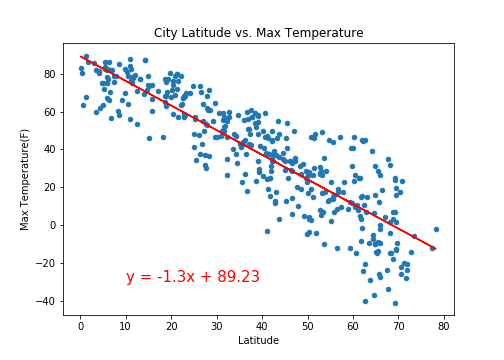 City Latitude vs. Max Temperature
Max Temperature(F)
80
60
40
20
0
−20
−40
y = -1.3x + 89.23
0 10 20 30 40 50 60 70 80
Latitude